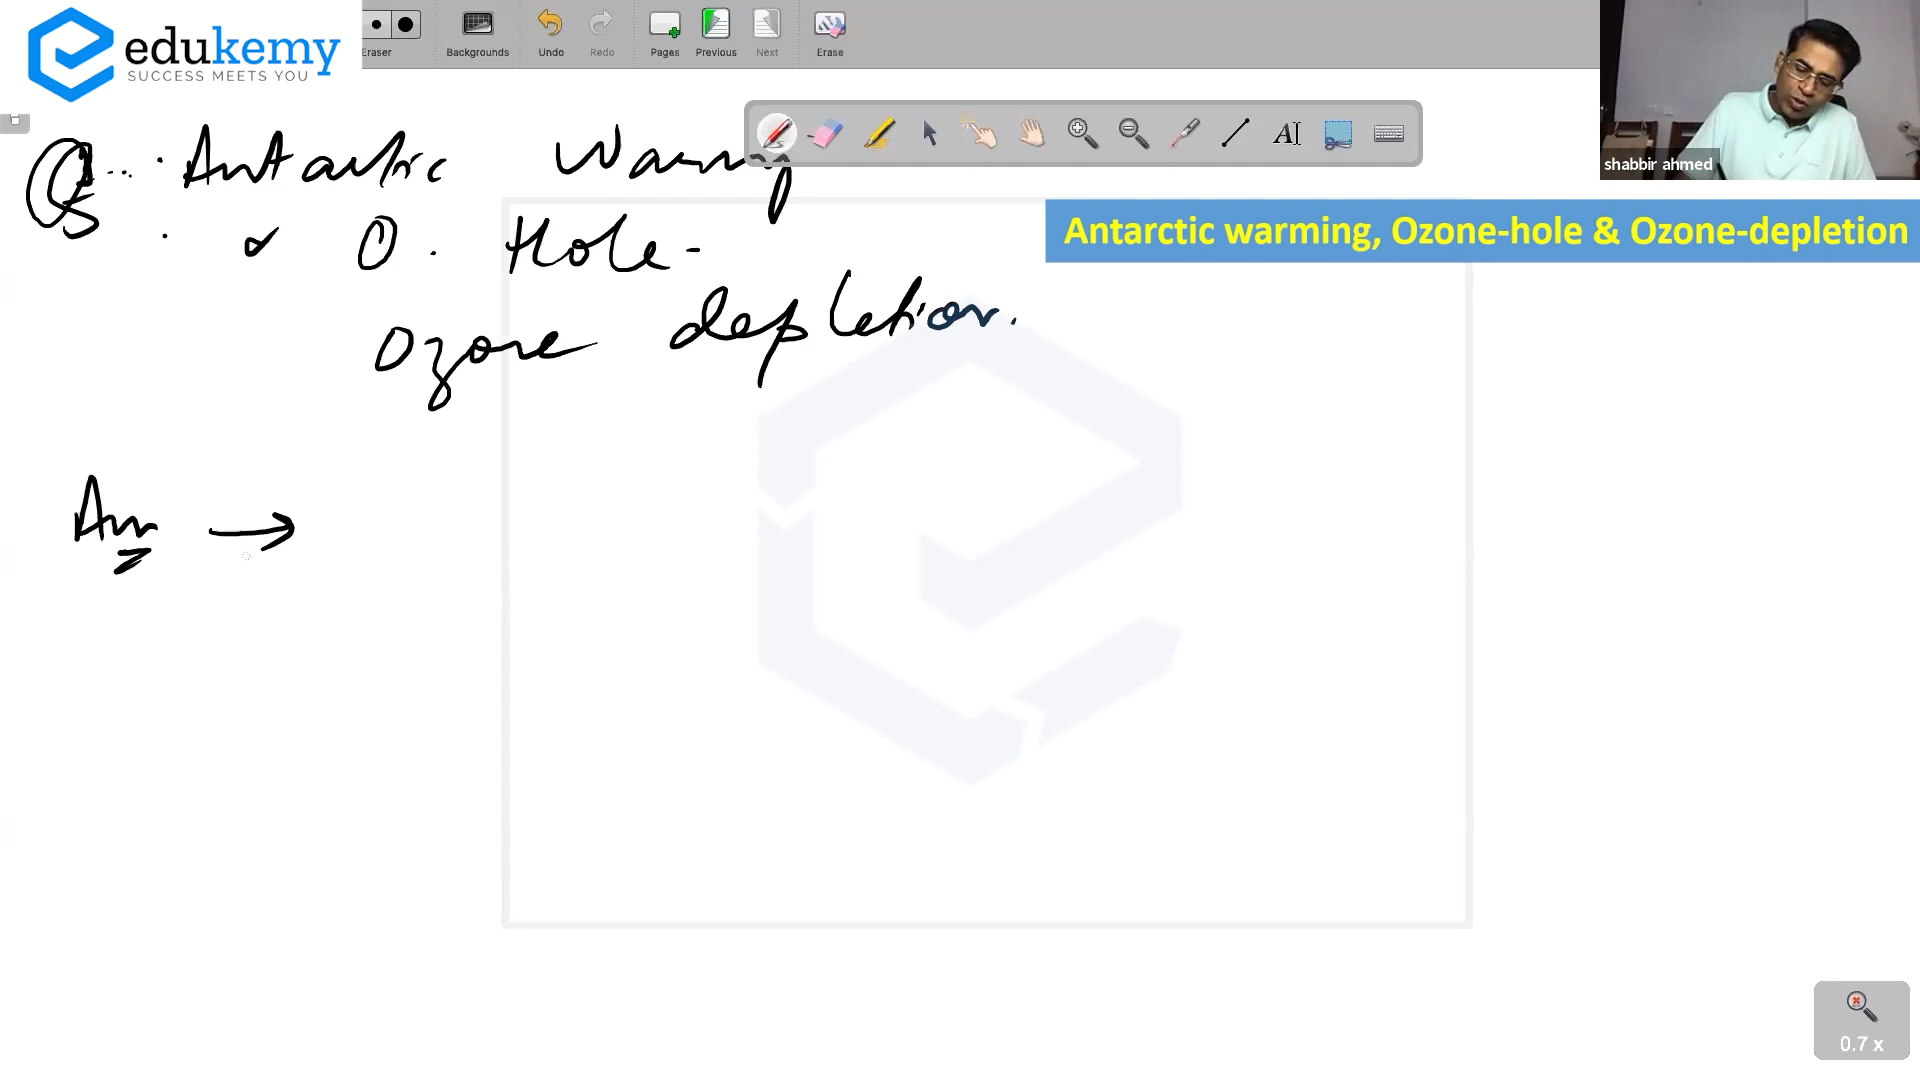 edukemy
SUCCESS MEETS YOU
Eraser
Backgrounds
Undo
Redo
Pages
Previous
Next
Erase
shabbir ahmed
Antarctic warming, Ozone-hole & Ozone-depletion
Antarctic Warming
& O. Hole-
Ozone depletion.
Ans →
0.7 x